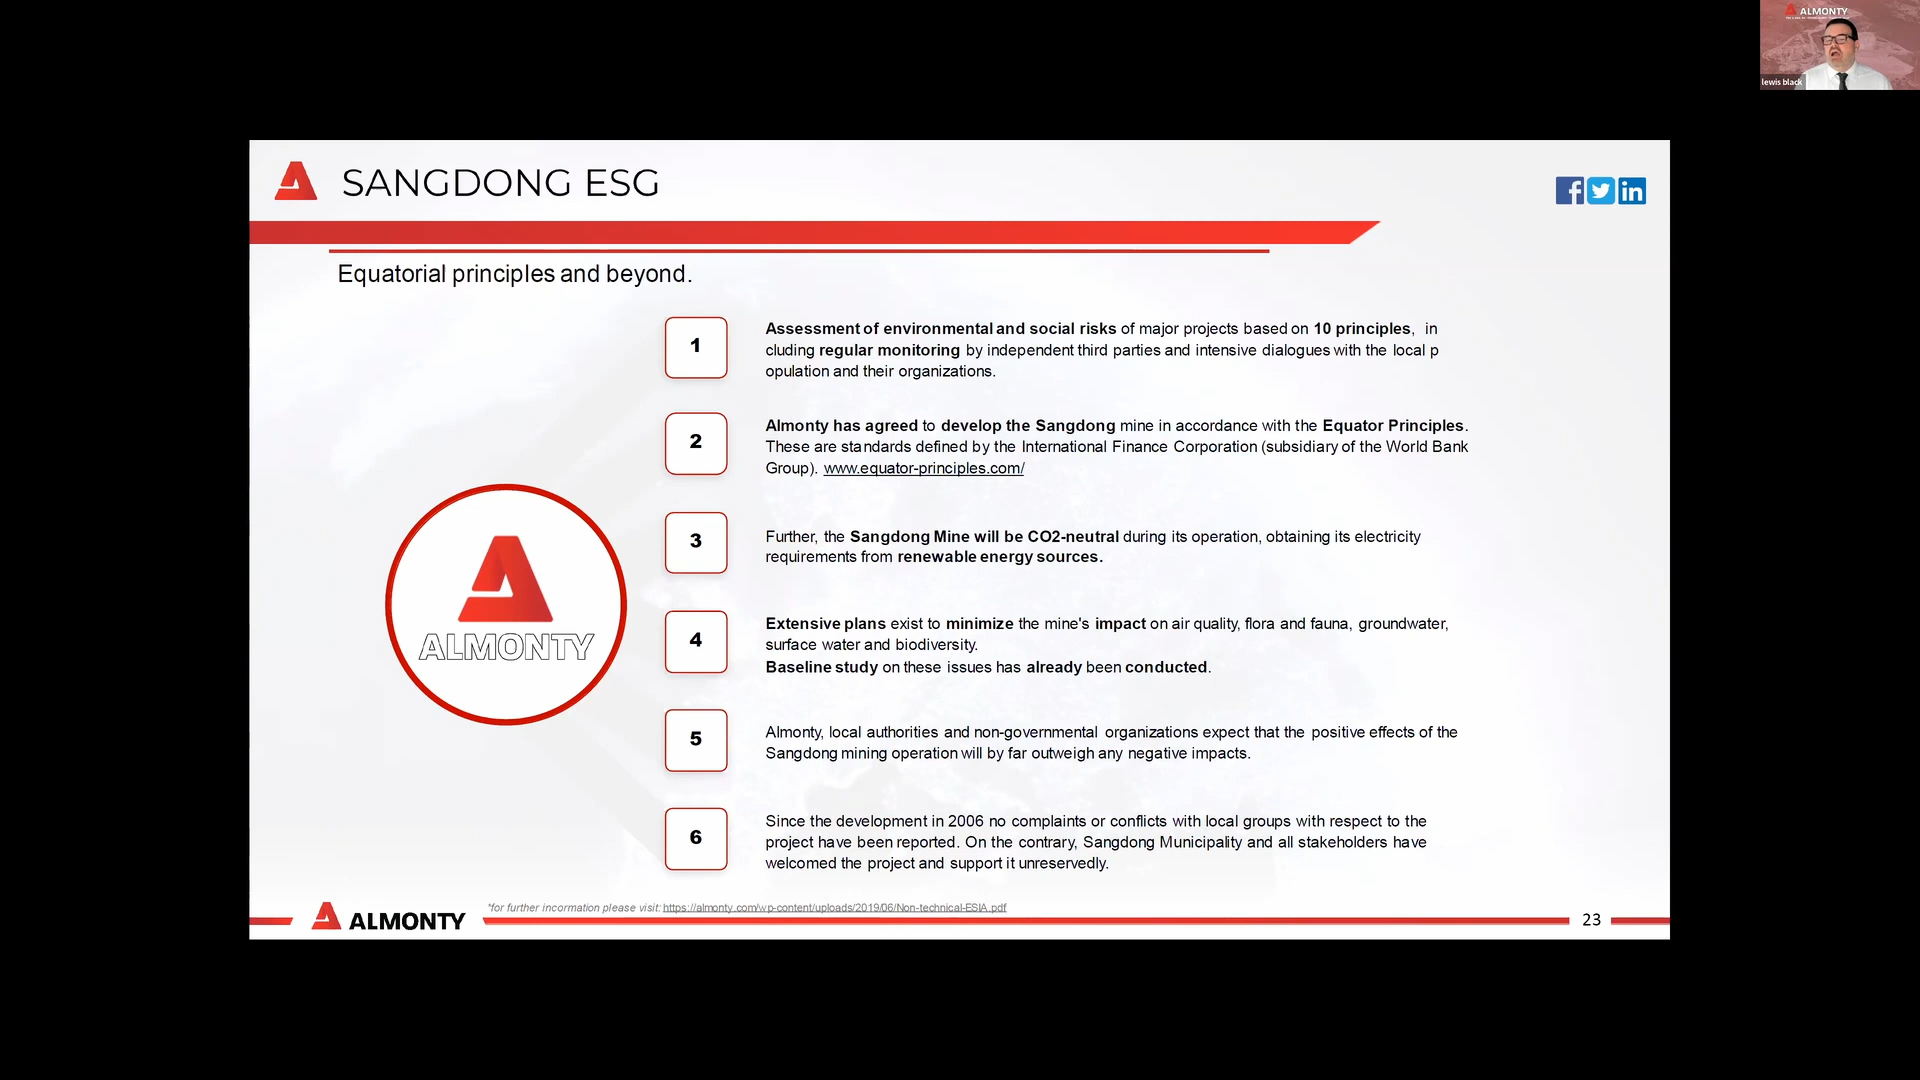 ALMONTY
lewis black
SANGDONG ESG
Equatorial principles and beyond.
1
Assessment of environmental and social risks of major projects based on 10 principles, in
cluding regular monitoring by independent third parties and intensive dialogues with the local p
opulation and their organizations.
2
Almonty has agreed to develop the Sangdong mine in accordance with the Equator Principles.
These are standards defined by the International Finance Corporation (subsidiary of the World Bank
Group). www.equator-principles.com/
3
Further, the Sangdong Mine will be CO2-neutral during its operation, obtaining its electricity
requirements from renewable energy sources.
4
Extensive plans exist to minimize the mine's impact on air quality, flora and fauna, groundwater,
surface water and biodiversity.
Baseline study on these issues has already been conducted.
ALMONTY
5
Almonty, local authorities and non-governmental organizations expect that the positive effects of the
Sangdong mining operation will by far outweigh any negative impacts.
6
Since the development in 2006 no complaints or conflicts with local groups with respect to the
project have been reported. On the contrary, Sangdong Municipality and all stakeholders have
welcomed the project and support it unreservedly.
*for further incormation please visit: https://almonty.com/wp-content/uploads/2019/06/Non-technical-ESIA.pdf
ALMONTY
23